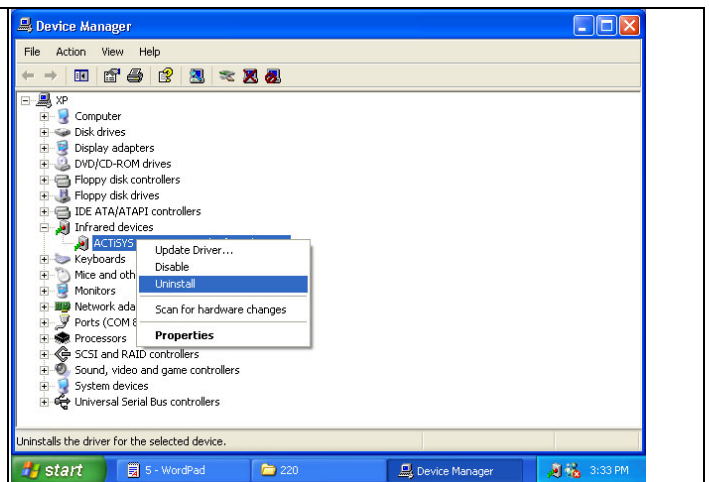 Device Manager
File Action View Help
XP
Computer
Disk drives
Display adapters
DVD/CD-ROM drives
Floppy disk controllers
Floppy disk drives
IDE ATA/ATAPI controllers
Infrared devices
ACTiSYS
Update Driver...
Keyboards
Disable
Mice and oth
Uninstall
Monitors
Network ada
Scan for hardware changes
Ports (COM &
Processors
Properties
SCSI and RAID controllers
Sound, video and game controllers
System devices
Universal Serial Bus controllers
Uninstalls the driver for the selected device.
start 5 - WordPad 220 Device Manager 3:33 PM